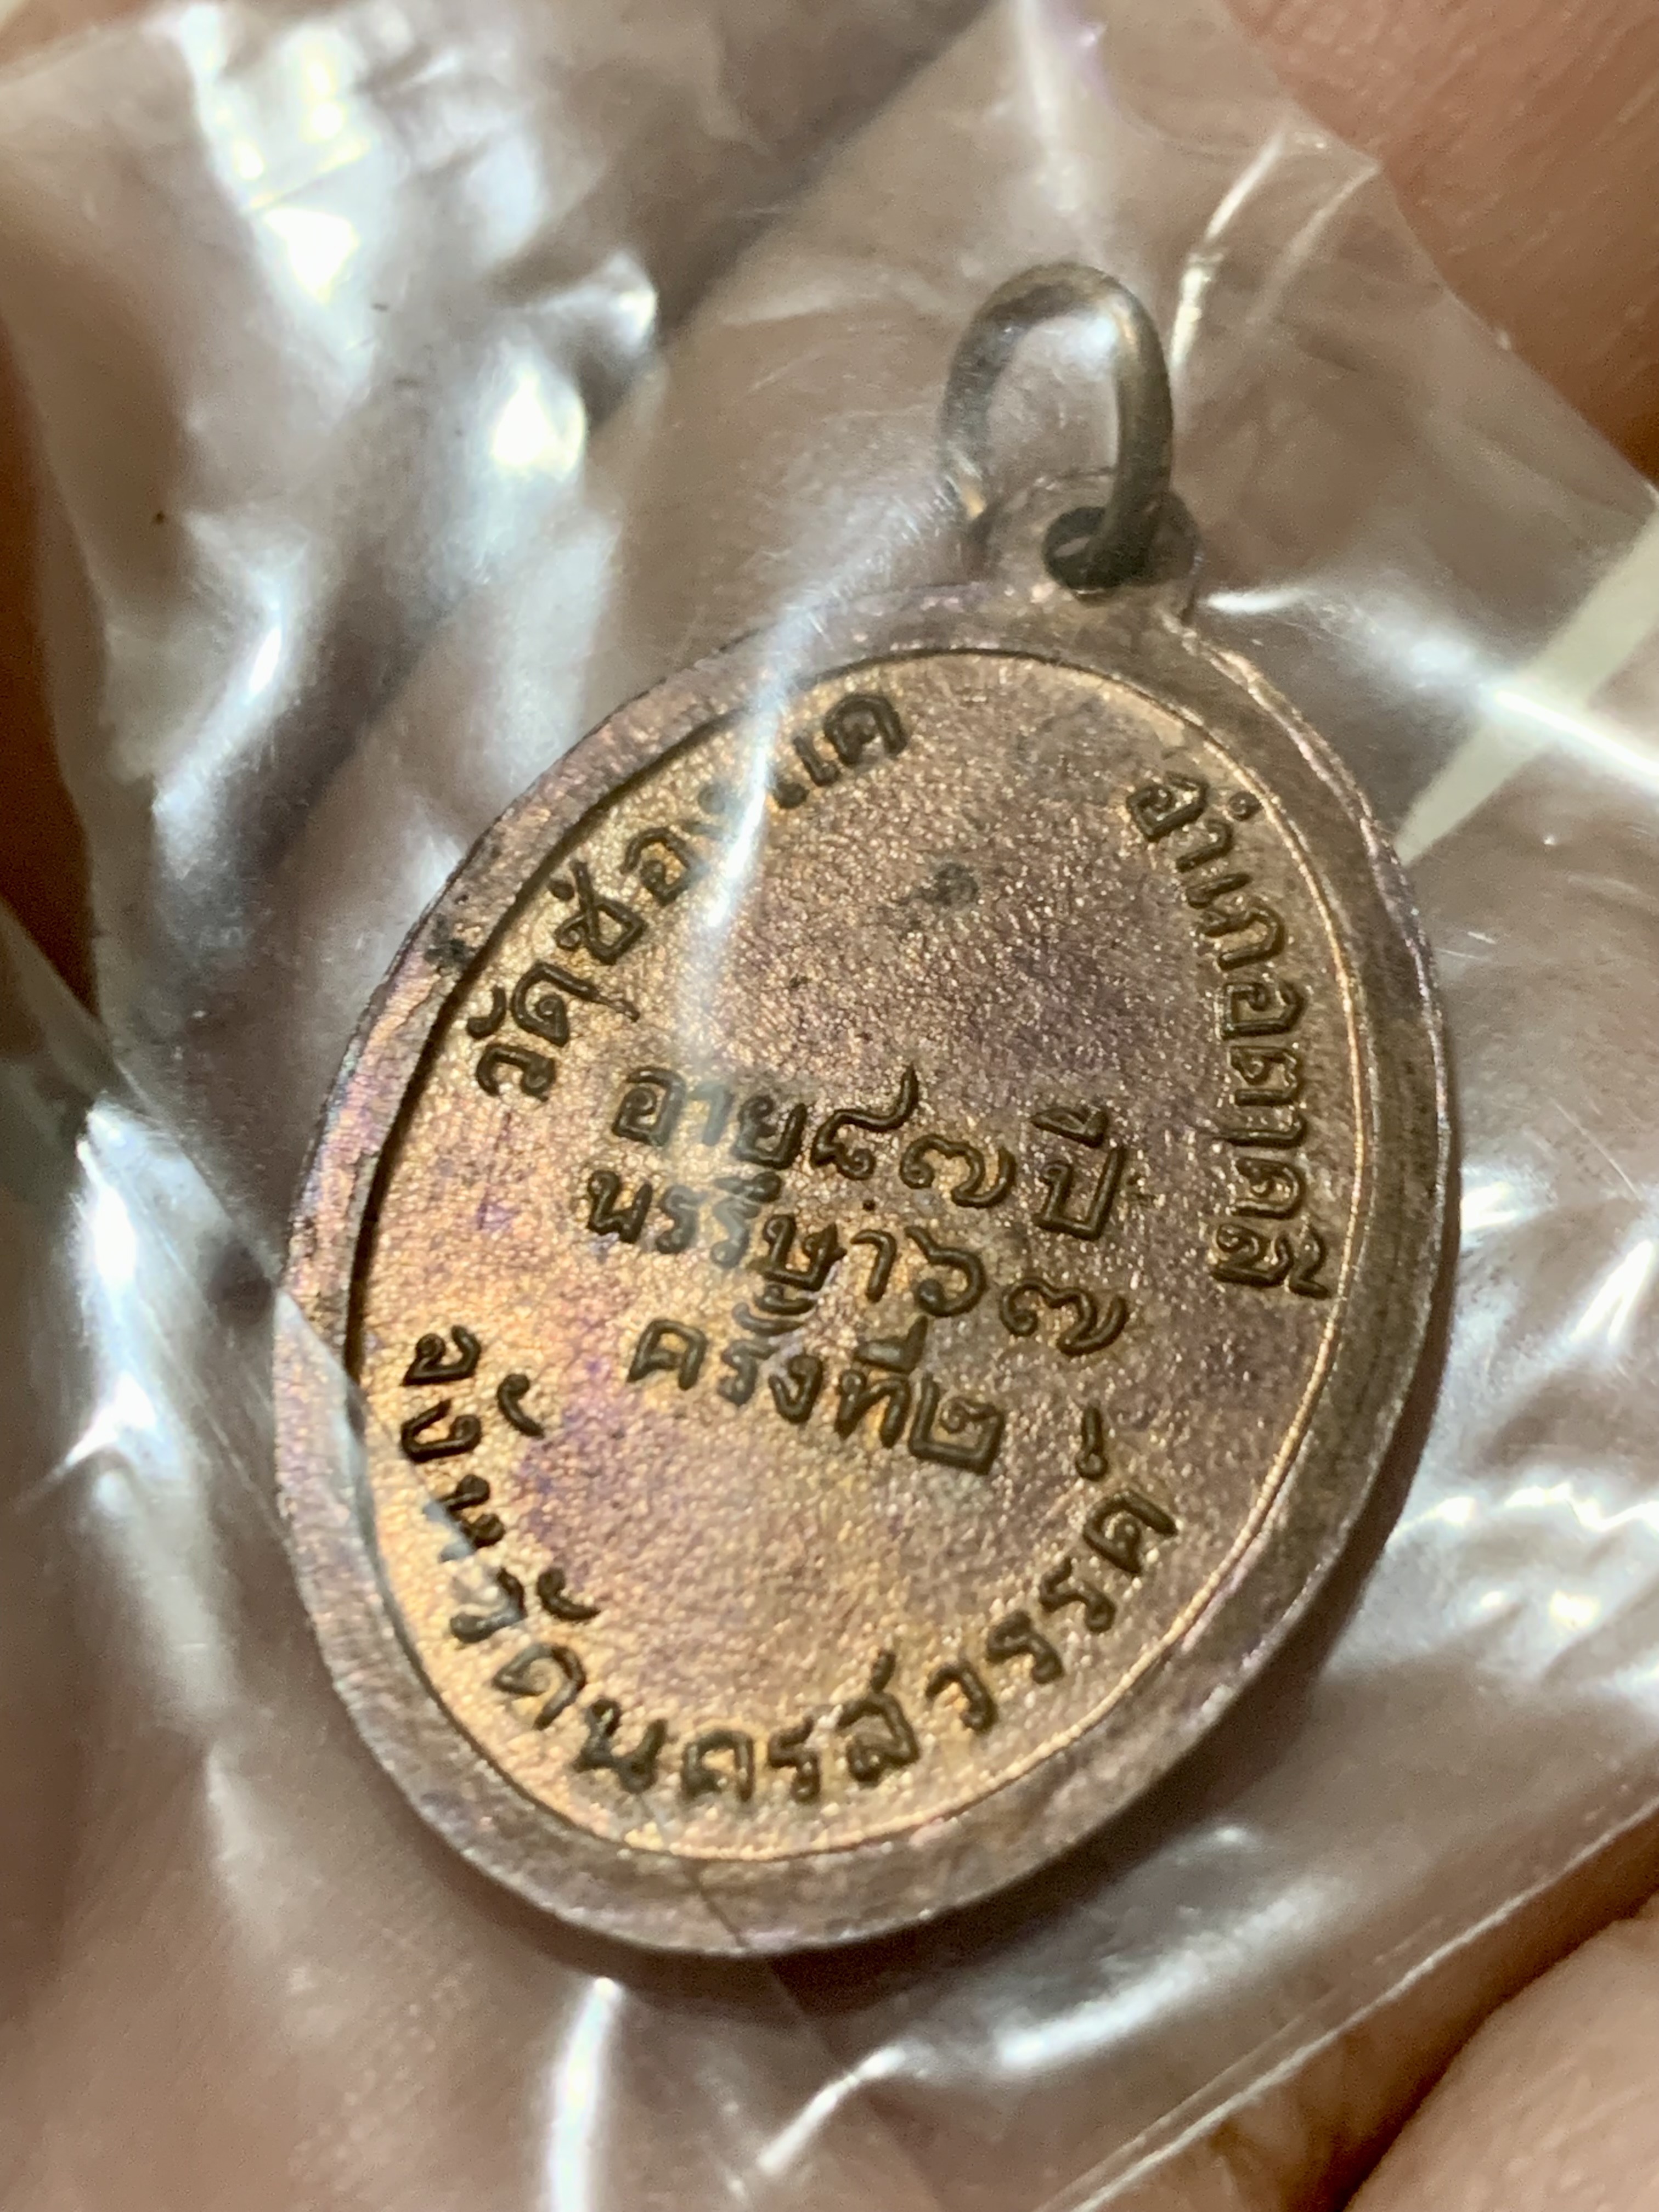 วัดช่องแค
อำเภอตาคลี
อายุ๘๗ปี
พรรษา๖๗
ครั้งที่๒
จังหวัดนครสวรรค์